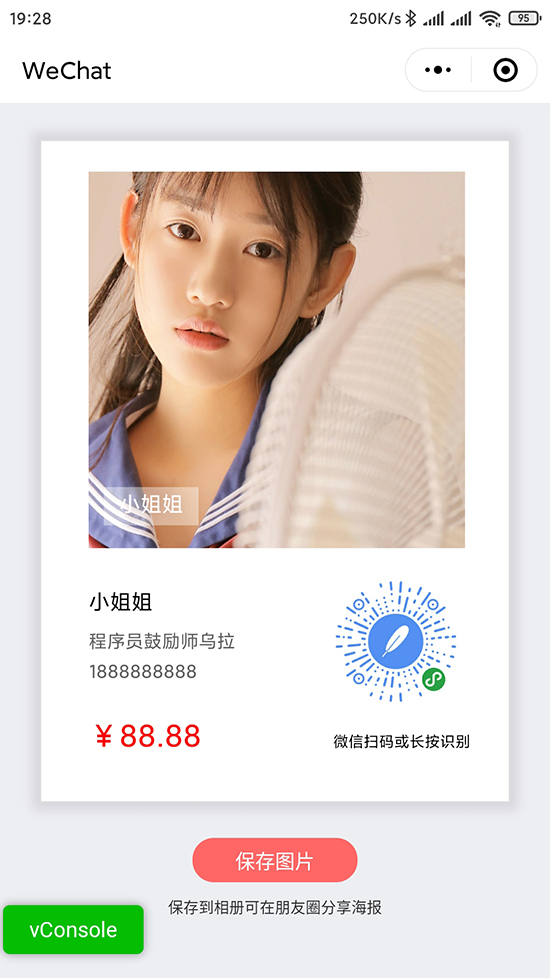 19:28
250K/s
95
WeChat
小姐姐
小姐姐
程序员鼓励师乌拉
1888888888
¥ 88.88
微信扫码或长按识别
保存图片
保存到相册可在朋友圈分享海报
vConsole